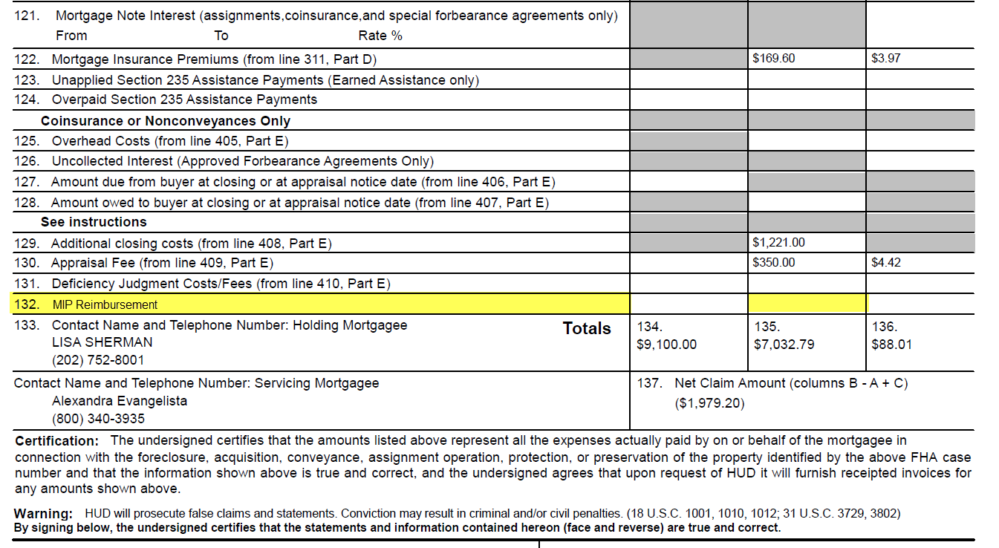 121. Mortgage Note Interest (assignments,coinsurance,and special forbearance agreements only)
From To Rate %
122. Mortgage Insurance Premiums (from line 311, Part D) $169.60 $3.97
123. Unapplied Section 235 Assistance Payments (Earned Assistance only)
124. Overpaid Section 235 Assistance Payments
Coinsurance or Nonconveyances Only
125. Overhead Costs (from line 405, Part E)
126. Uncollected Interest (Approved Forbearance Agreements Only)
127. Amount due from buyer at closing or at appraisal notice date (from line 406, Part E)
128. Amount owed to buyer at closing or at appraisal notice date (from line 407, Part E)
See instructions
129. Additional closing costs (from line 408, Part E) $1,221.00
130. Appraisal Fee (from line 409, Part E) $350.00 $4.42
131. Deficiency Judgment Costs/Fees (from line 410, Part E)
132. MIP Reimbursement
133. Contact Name and Telephone Number: Holding Mortgagee Totals 134. 135. 136.
LISA SHERMAN $9,100.00 $7,032.79 $88.01
(202) 752-8001
Contact Name and Telephone Number: Servicing Mortgagee 137. Net Claim Amount (columns B - A + C)
Alexandra Evangelista ($1,979.20)
(800) 340-3935
Certification: The undersigned certifies that the amounts listed above represent all the expenses actually paid by on or behalf of the mortgagee in
connection with the foreclosure, acquisition, conveyance, assignment operation, protection, or preservation of the property identified by the above FHA case
number and that the information shown above is true and correct, and the undersigned agrees that upon request of HUD it will furnish receipted invoices for
any amounts shown above.
Warning: HUD will prosecute false claims and statements. Conviction may result in criminal and/or civil penalties. (18 U.S.C. 1001, 1010, 1012; 31 U.S.C. 3729, 3802)
By signing below, the undersigned certifies that the statements and information contained hereon (face and reverse) are true and correct.